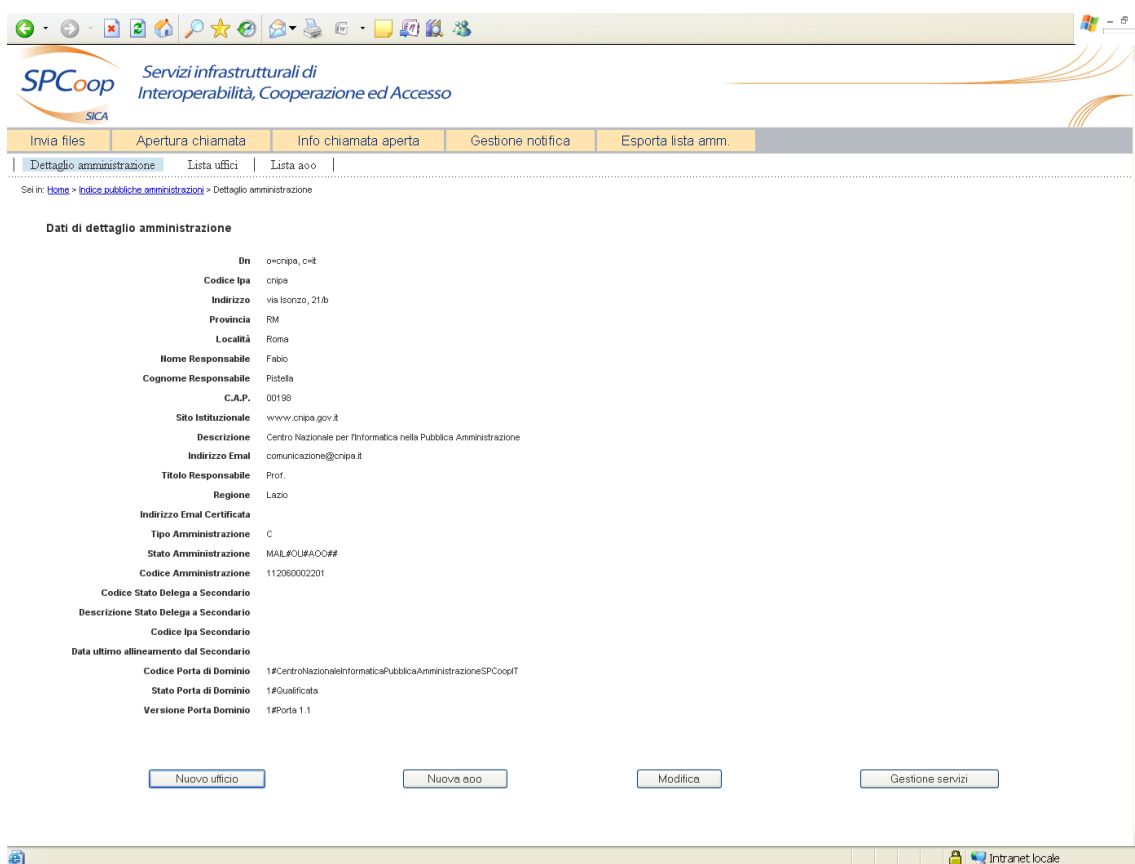 SPCoop
SICA
Servizi infrastrutturali di
Interoperabilità, Cooperazione ed Accesso
Invia files Apertura chiamata Info chiamata aperta Gestione notifica Esporta lista amm.
Dettaglio amministrazione Lista uffici Lista aoo
Sei in: Home > Indice pubbliche amministrazioni > Dettaglio amministrazione
Dati di dettaglio amministrazione
Dn o=cnipa, c=it
Codice Ipa cnipa
Indirizzo via Isonzo, 21/b
Provincia RM
Località Roma
Nome Responsabile Fabio
Cognome Responsabile Pistella
C.A.P. 00198
Sito Istituzionale www.cnipa.gov.it
Descrizione Centro Nazionale per l'Informatica nella Pubblica Amministrazione
Indirizzo Emal comunicazione@cnipa.it
Titolo Responsabile Prof.
Regione Lazio
Indirizzo Emal Certificata
Tipo Amministrazione C
Stato Amministrazione MAIL#OU#AOO##
Codice Amministrazione 112060002201
Codice Stato Delega a Secondario
Descrizione Stato Delega a Secondario
Codice Ipa Secondario
Data ultimo allineamento dal Secondario
Codice Porta di Dominio 1#CentroNazionaleInformaticaPubblicaAmministrazioneSPCoopIT
Stato Porta di Dominio 1#Qualificata
Versione Porta Dominio 1#Porta 1.1
Nuovo ufficio Nuova aoo Modifica Gestione servizi
Intranet locale